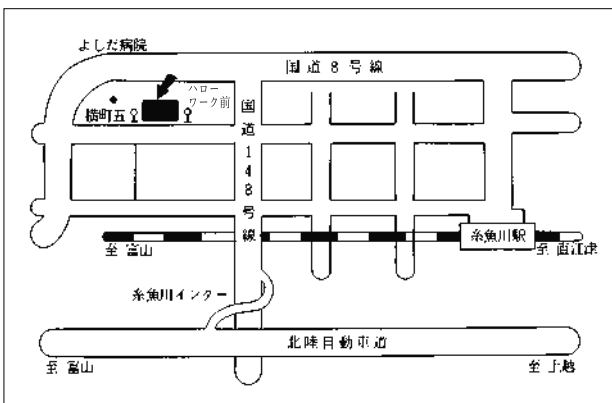 よしだ病院
国道8号線
ハロー
ワーク前
横町五
国道148号線
糸魚川駅
至 富山
至 直江津
糸魚川インター
北陸自動車道
至 富山
至 上越